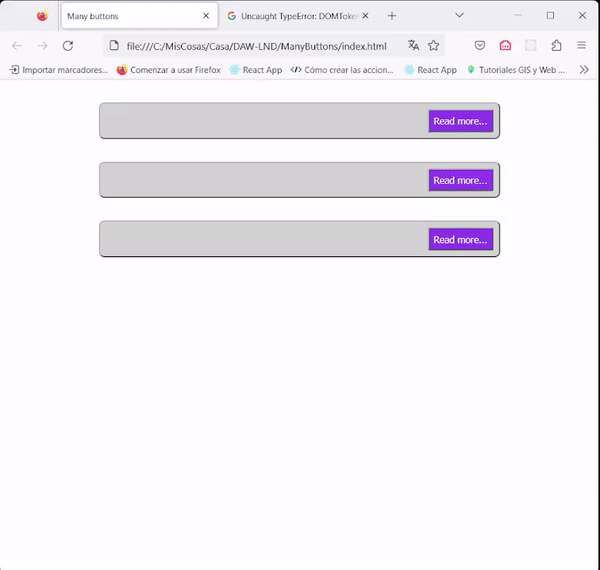 Many buttons
Uncaught TypeError: DOMToke
file:///C:/MisCosas/Casa/DAW-LND/ManyButtons/index.html
Importar marcadores... Comenzar a usar Firefox React App Cómo crear las accion... React App Tutoriales GIS y Web ...
Read more...
Read more...
Read more...